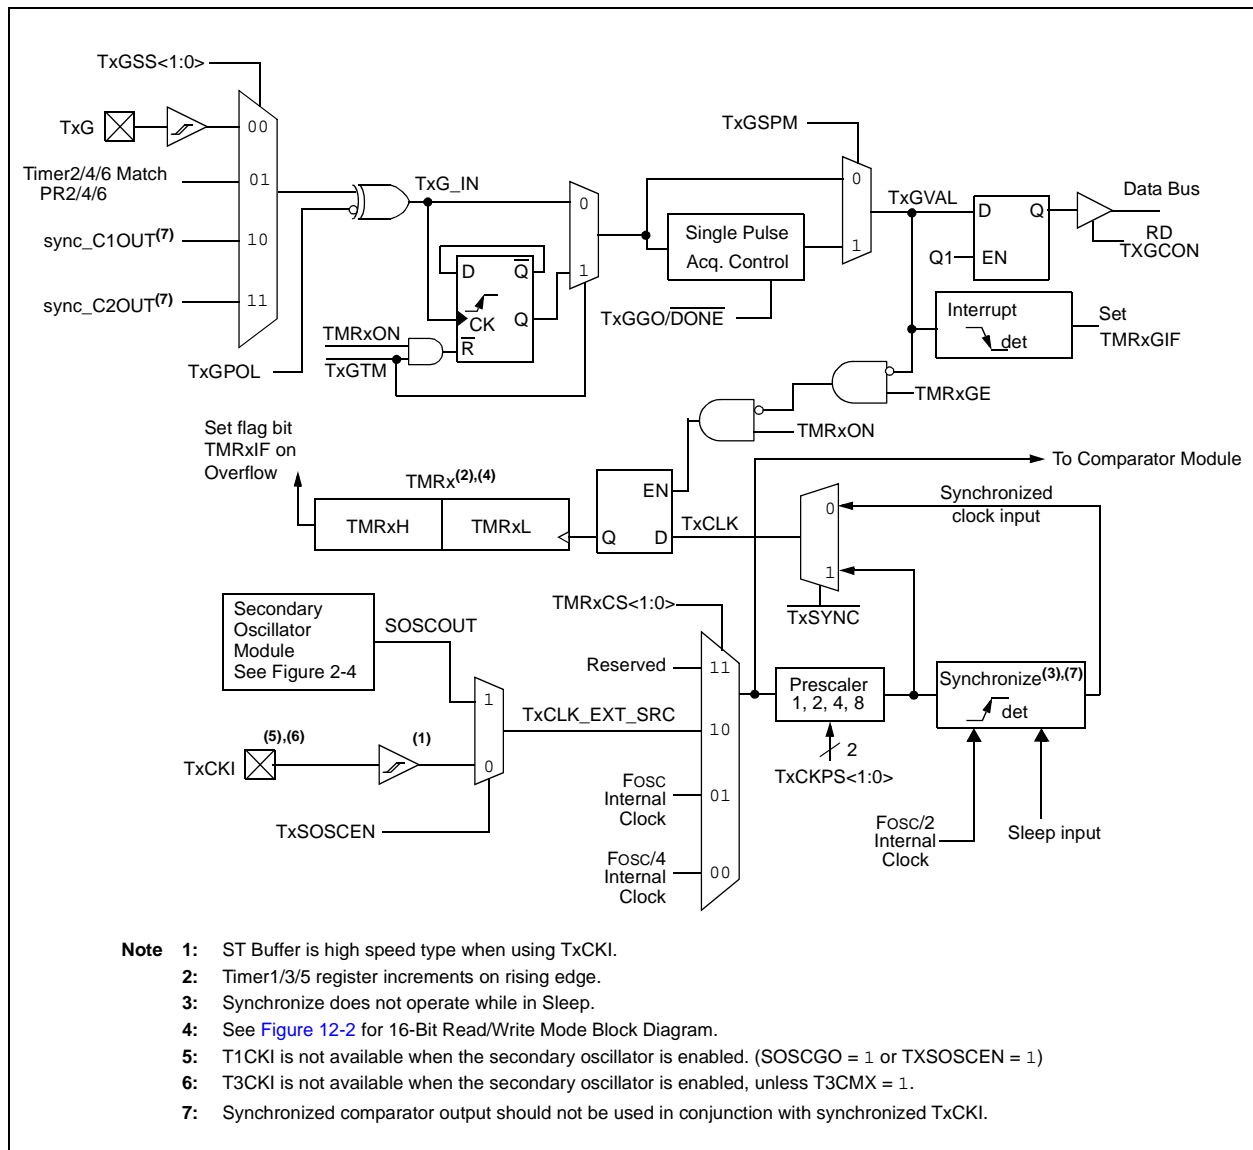 TxGSS<1:0>
TxG
00
Timer2/4/6 Match
PR2/4/6
01
sync_C1OUT(7)
10
sync_C2OUT(7)
11
TxGPOL
TxG_IN
D
Q
CK
Q
R
TMRxON
TxGTM
0
1
Single Pulse
Acq. Control
TxGGO/DONE
TxGSPM
0
1
TxGVAL
D
Q
Q1
EN
Data Bus
RD
TXGCON
Interrupt
det
Set
TMRxGIF
TMRxGE
TMRxON
To Comparator Module
Set flag bit
TMRxIF on
Overflow
TMRx(2),(4)
TMRxH
TMRxL
EN
Q
D
TxCLK
0
1
TxSYNC
Synchronized
clock input
Secondary
Oscillator
Module
See Figure 2-4
SOSCOUT
1
0
TxCKI
(5),(6)
(1)
TxSOSCEN
TxCLK_EXT_SRC
TMRxCS<1:0>
Reserved
11
10
FOSC
Internal
Clock
01
FOSC/4
Internal
Clock
00
Prescaler
1, 2, 4, 8
2
TxCKPS<1:0>
Synchronize(3),(7)
det
FOSC/2
Internal
Clock
Sleep input
Note 1: ST Buffer is high speed type when using TxCKI.
2: Timer1/3/5 register increments on rising edge.
3: Synchronize does not operate while in Sleep.
4: See Figure 12-2 for 16-Bit Read/Write Mode Block Diagram.
5: T1CKI is not available when the secondary oscillator is enabled. (SOSCGO = 1 or TXSOSCEN = 1)
6: T3CKI is not available when the secondary oscillator is enabled, unless T3CMX = 1.
7: Synchronized comparator output should not be used in conjunction with synchronized TxCKI.